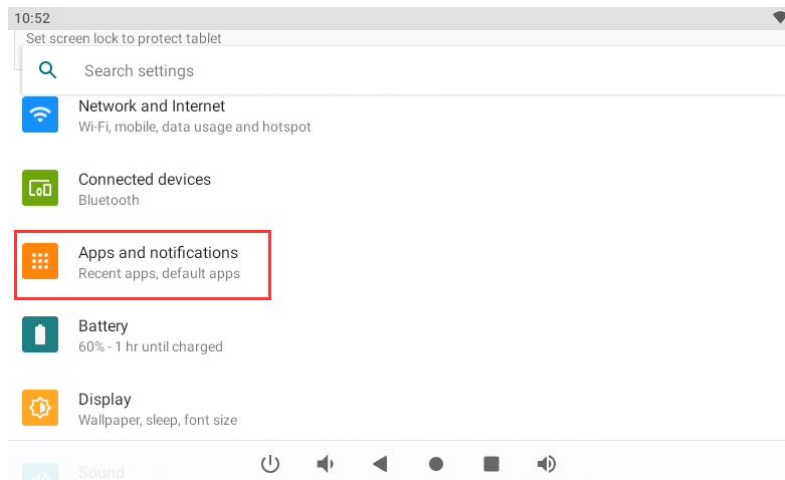 10:52
Set screen lock to protect tablet
Search settings
Network and Internet
Wi-Fi, mobile, data usage and hotspot
Connected devices
Bluetooth
Apps and notifications
Recent apps, default apps
Battery
60% - 1 hr until charged
Display
Wallpaper, sleep, font size
Sound